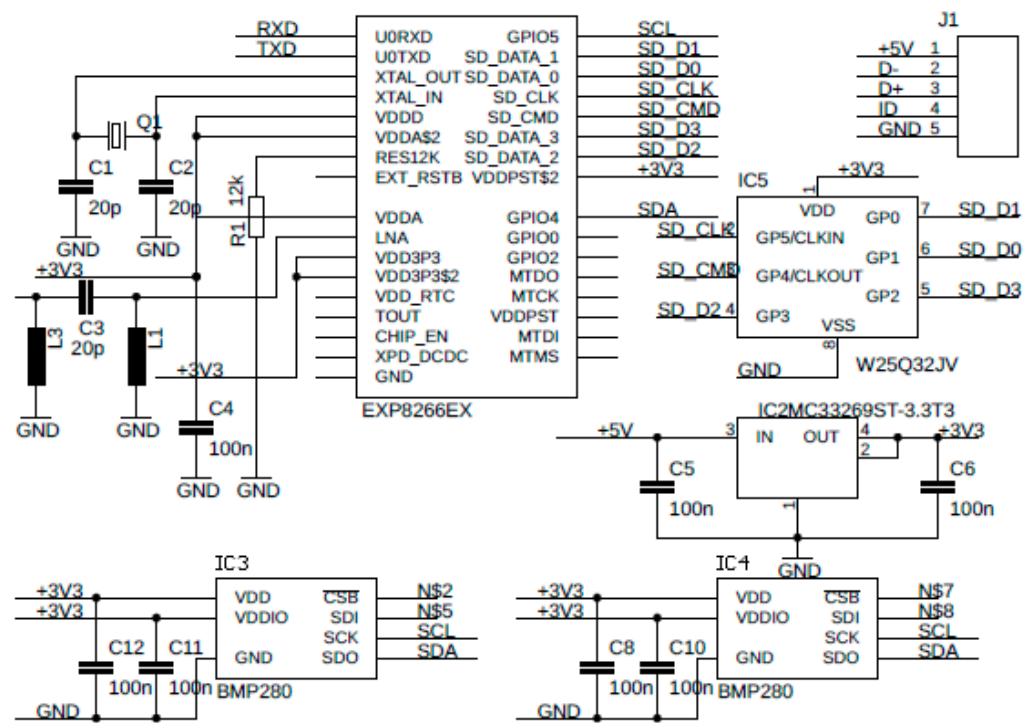 RXD
TXD
U0RXD
U0TXD
XTAL_OUT
XTAL_IN
VDDD
VDDA$2
RES12K
EXT_RSTB
VDDA
LNA
VDD3P3
VDD3P3$2
VDD_RTC
TOUT
CHIP_EN
XPD_DCDC
GND
GPIO5
SD_DATA_1
SD_DATA_0
SD_CLK
SD_CMD
SD_DATA_3
SD_DATA_2
VDDPST$2
GPIO4
GPIO0
GPIO2
MTDO
MTCK
VDDPST
MTDI
MTMS
EXP8266EX
SCL
SD_D1
SD_D0
SD_CLK
SD_CMD
SD_D3
SD_D2
+3V3
SDA
Q1
C1
20p
GND
C2
20p
GND
R1 12k
+3V3
C3
20p
L3
L1
GND
GND
+3V3
C4
100n
GND
GND
J1
+5V 1
D- 2
D+ 3
ID 4
GND 5
IC5
+3V3
1
VDD
SD_CLK 2 GP5/CLKIN
SD_CMD 3 GP4/CLKOUT
SD_D2 4 GP3
GP0 7 SD_D1
GP1 6 SD_D0
GP2 5 SD_D3
VSS
8
GND
W25Q32JV
IC2MC33269ST-3.3T3
+5V 3 IN OUT 4 +3V3
2
1
C5
100n
C6
100n
GND
IC3
+3V3 VDD CSB N$2
+3V3 VDDIO SDI N$5
SCK SCL
GND SDO SDA
C12 C11
100n 100n BMP280
GND
IC4
+3V3 VDD CSB N$7
+3V3 VDDIO SDI N$8
SCK SCL
GND SDO SDA
C8 C10
100n 100n BMP280
GND